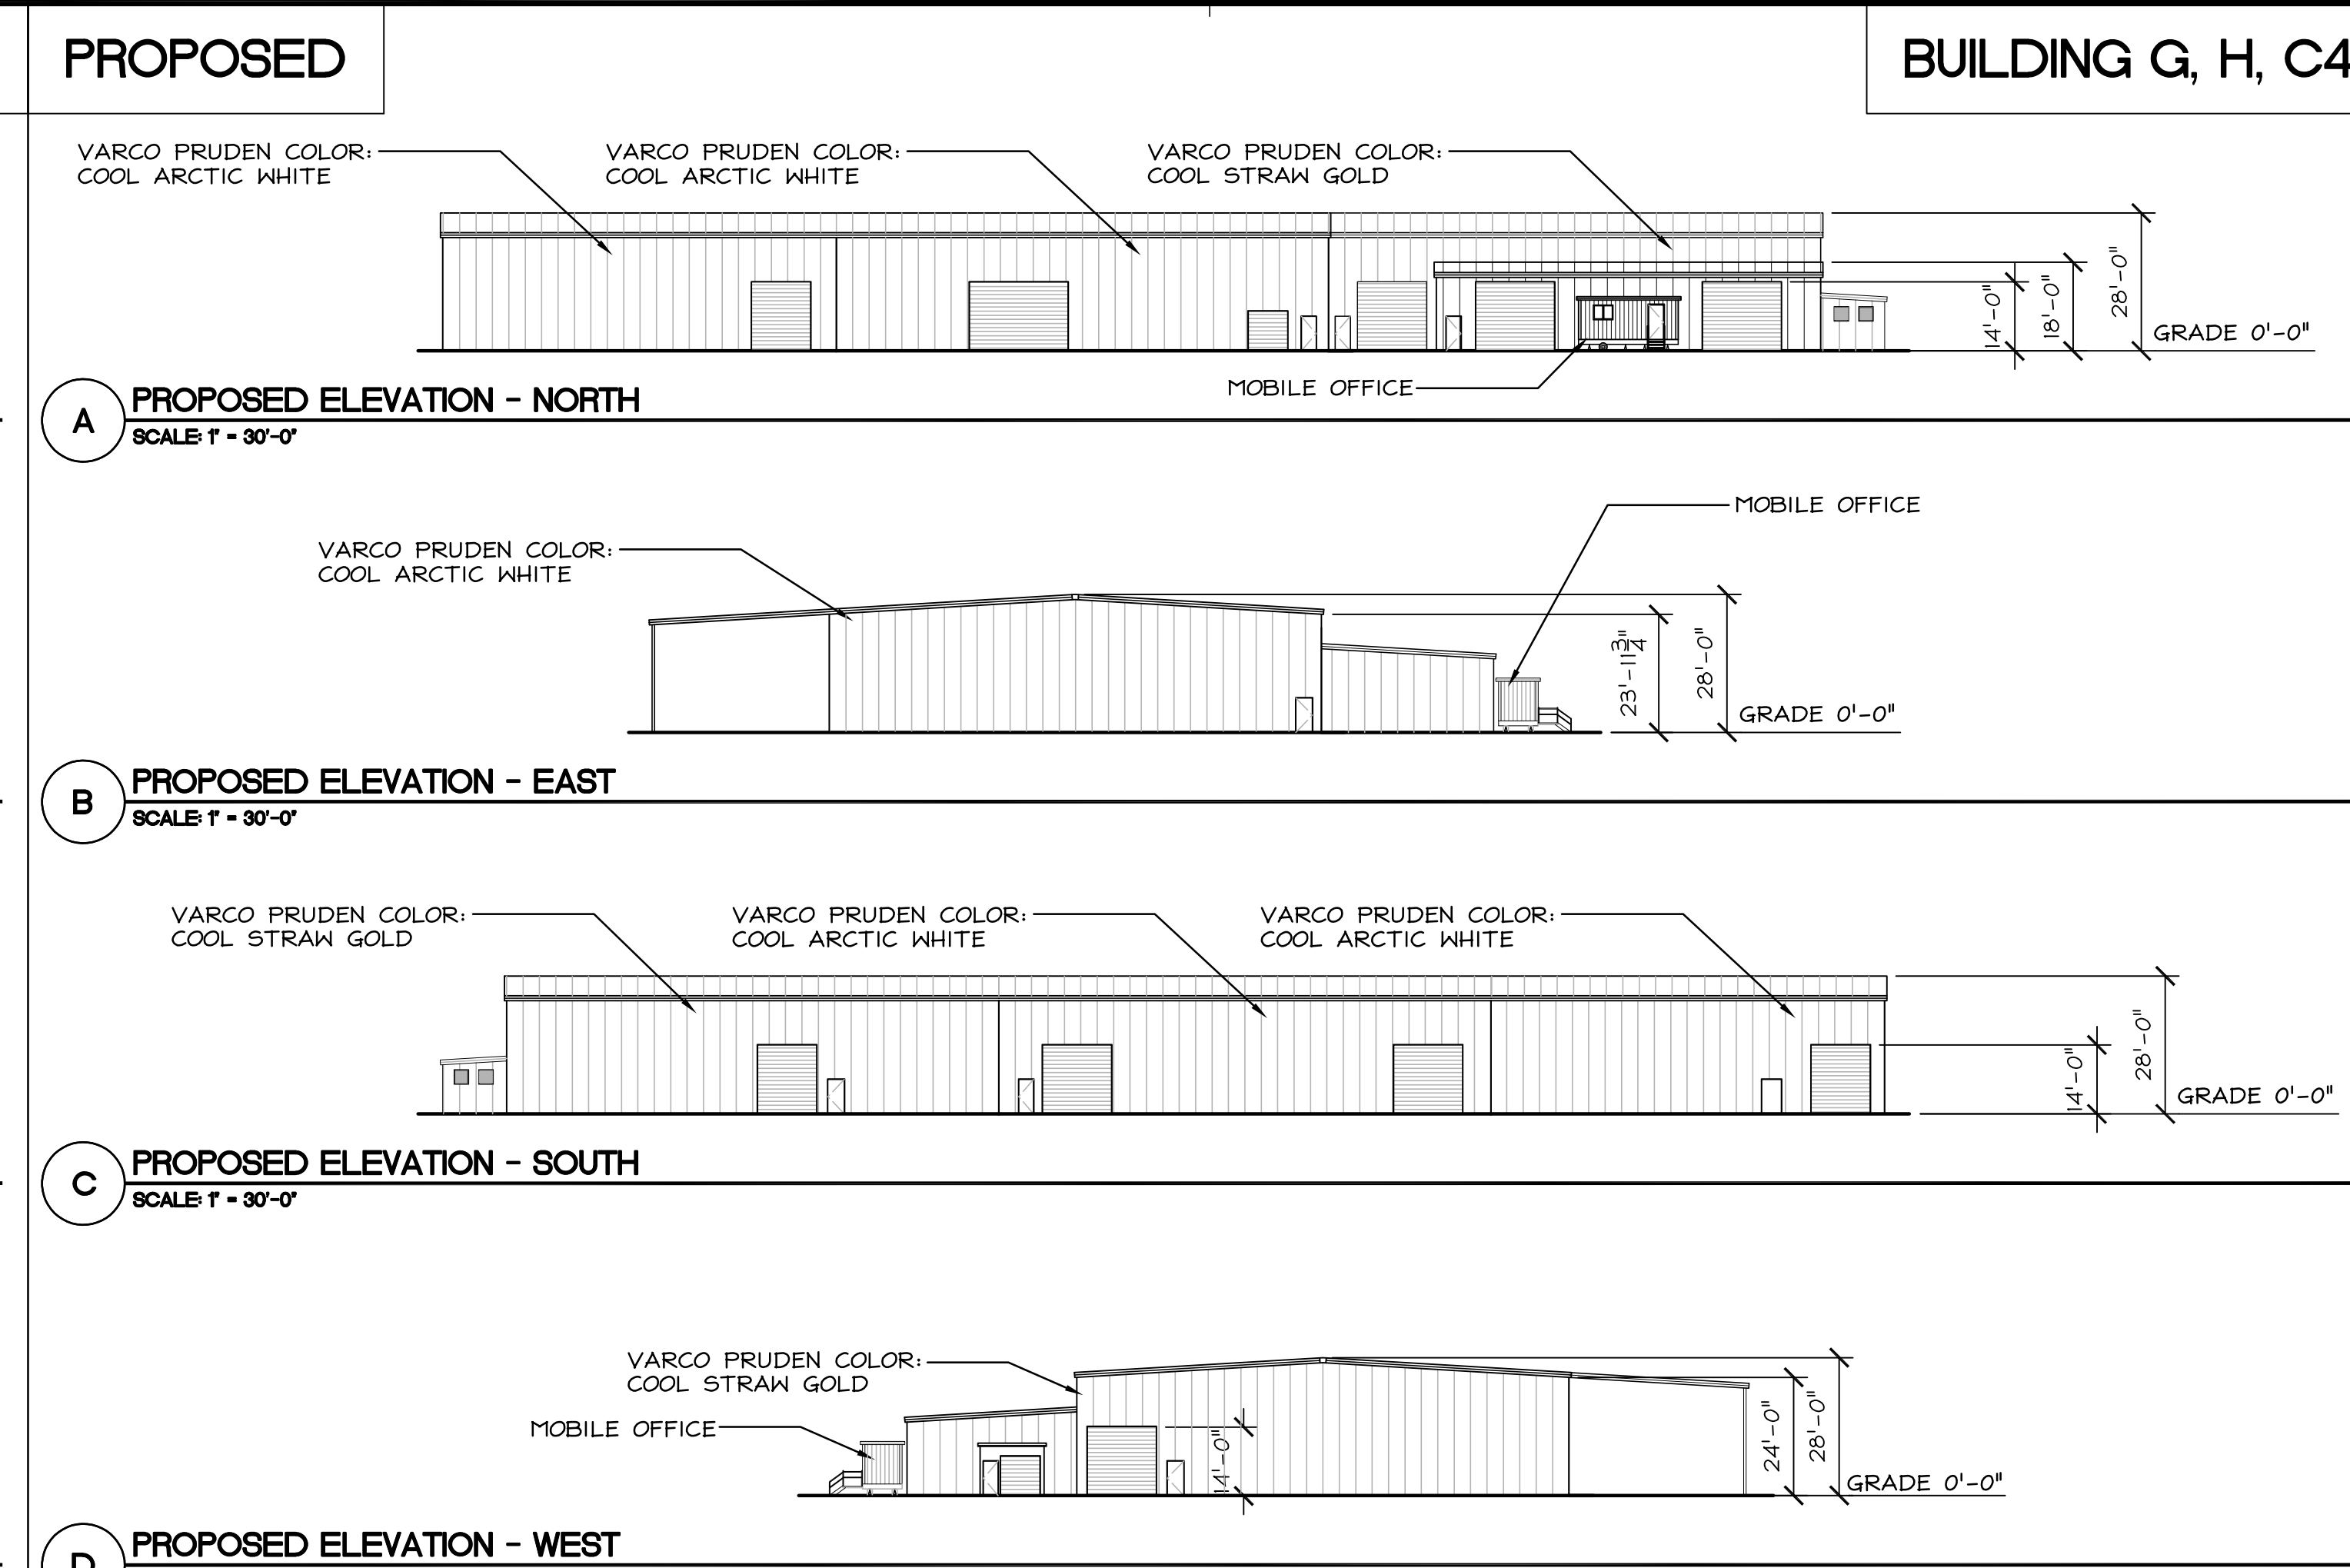 PROPOSED
BUILDING G, H, C4
VARCO PRUDEN COLOR:
COOL ARCTIC WHITE
VARCO PRUDEN COLOR:
COOL ARCTIC WHITE
VARCO PRUDEN COLOR:
COOL STRAW GOLD
14'-0"
18'-0"
28'-0"
GRADE 0'-0"
MOBILE OFFICE
A
PROPOSED ELEVATION - NORTH
SCALE: 1" = 30'-0"
MOBILE OFFICE
VARCO PRUDEN COLOR:
COOL ARCTIC WHITE
23'-11 3/4"
28'-0"
GRADE 0'-0"
B
PROPOSED ELEVATION - EAST
SCALE: 1" = 30'-0"
VARCO PRUDEN COLOR:
COOL STRAW GOLD
VARCO PRUDEN COLOR:
COOL ARCTIC WHITE
VARCO PRUDEN COLOR:
COOL ARCTIC WHITE
14'-0"
28'-0"
GRADE 0'-0"
C
PROPOSED ELEVATION - SOUTH
SCALE: 1" = 30'-0"
VARCO PRUDEN COLOR:
COOL STRAW GOLD
MOBILE OFFICE
14'-0"
24'-0"
28'-0"
GRADE 0'-0"
D
PROPOSED ELEVATION - WEST